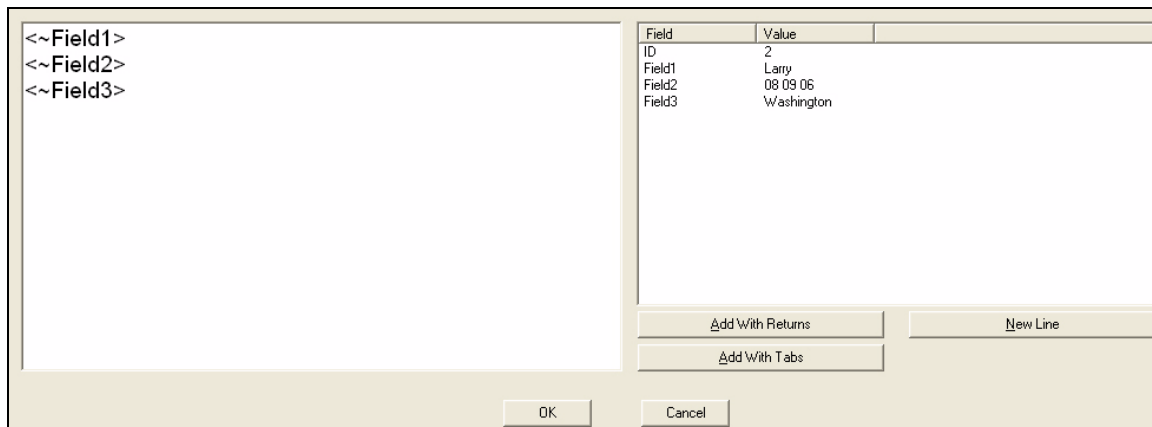 <~Field1>
<~Field2>
<~Field3>
Field Value
ID 2
Field1 Larry
Field2 08 09 06
Field3 Washington
Add With Returns
New Line
Add With Tabs
OK
Cancel